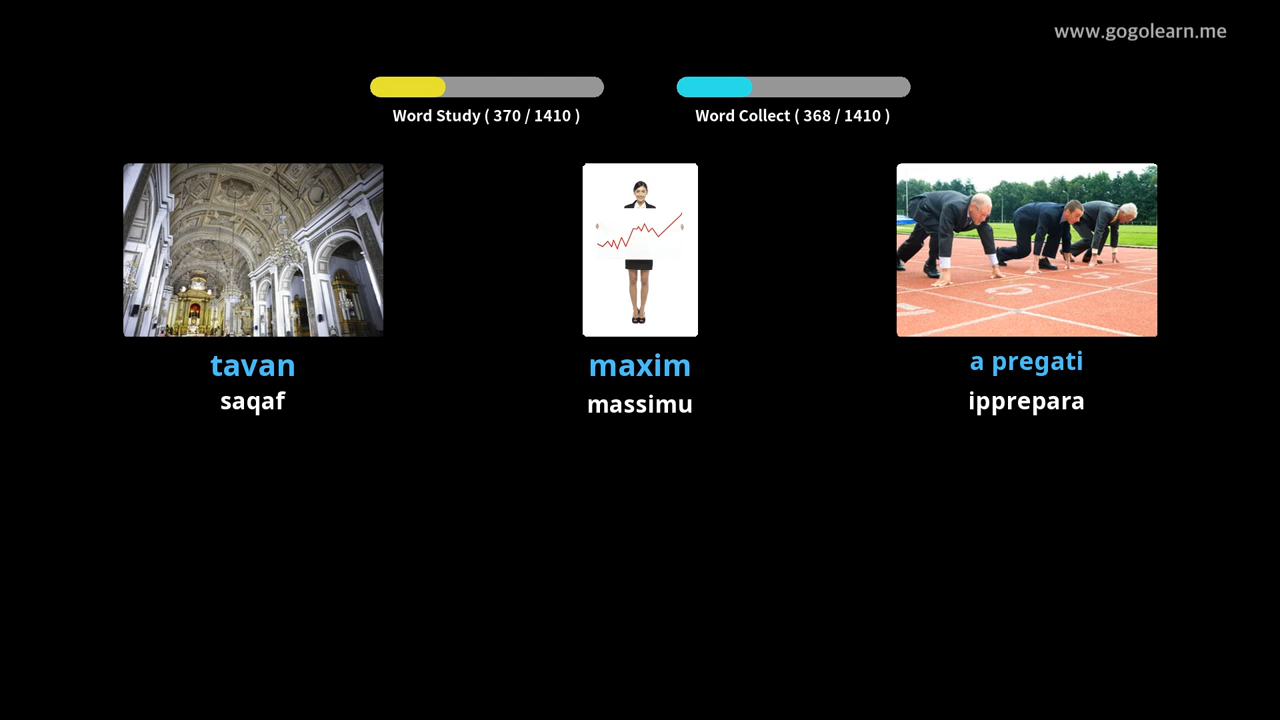 www.gogolearn.me
Word Study ( 370 / 1410 )
Word Collect ( 368 / 1410 )
tavan
saqaf
maxim
massimu
a pregati
ipprepara